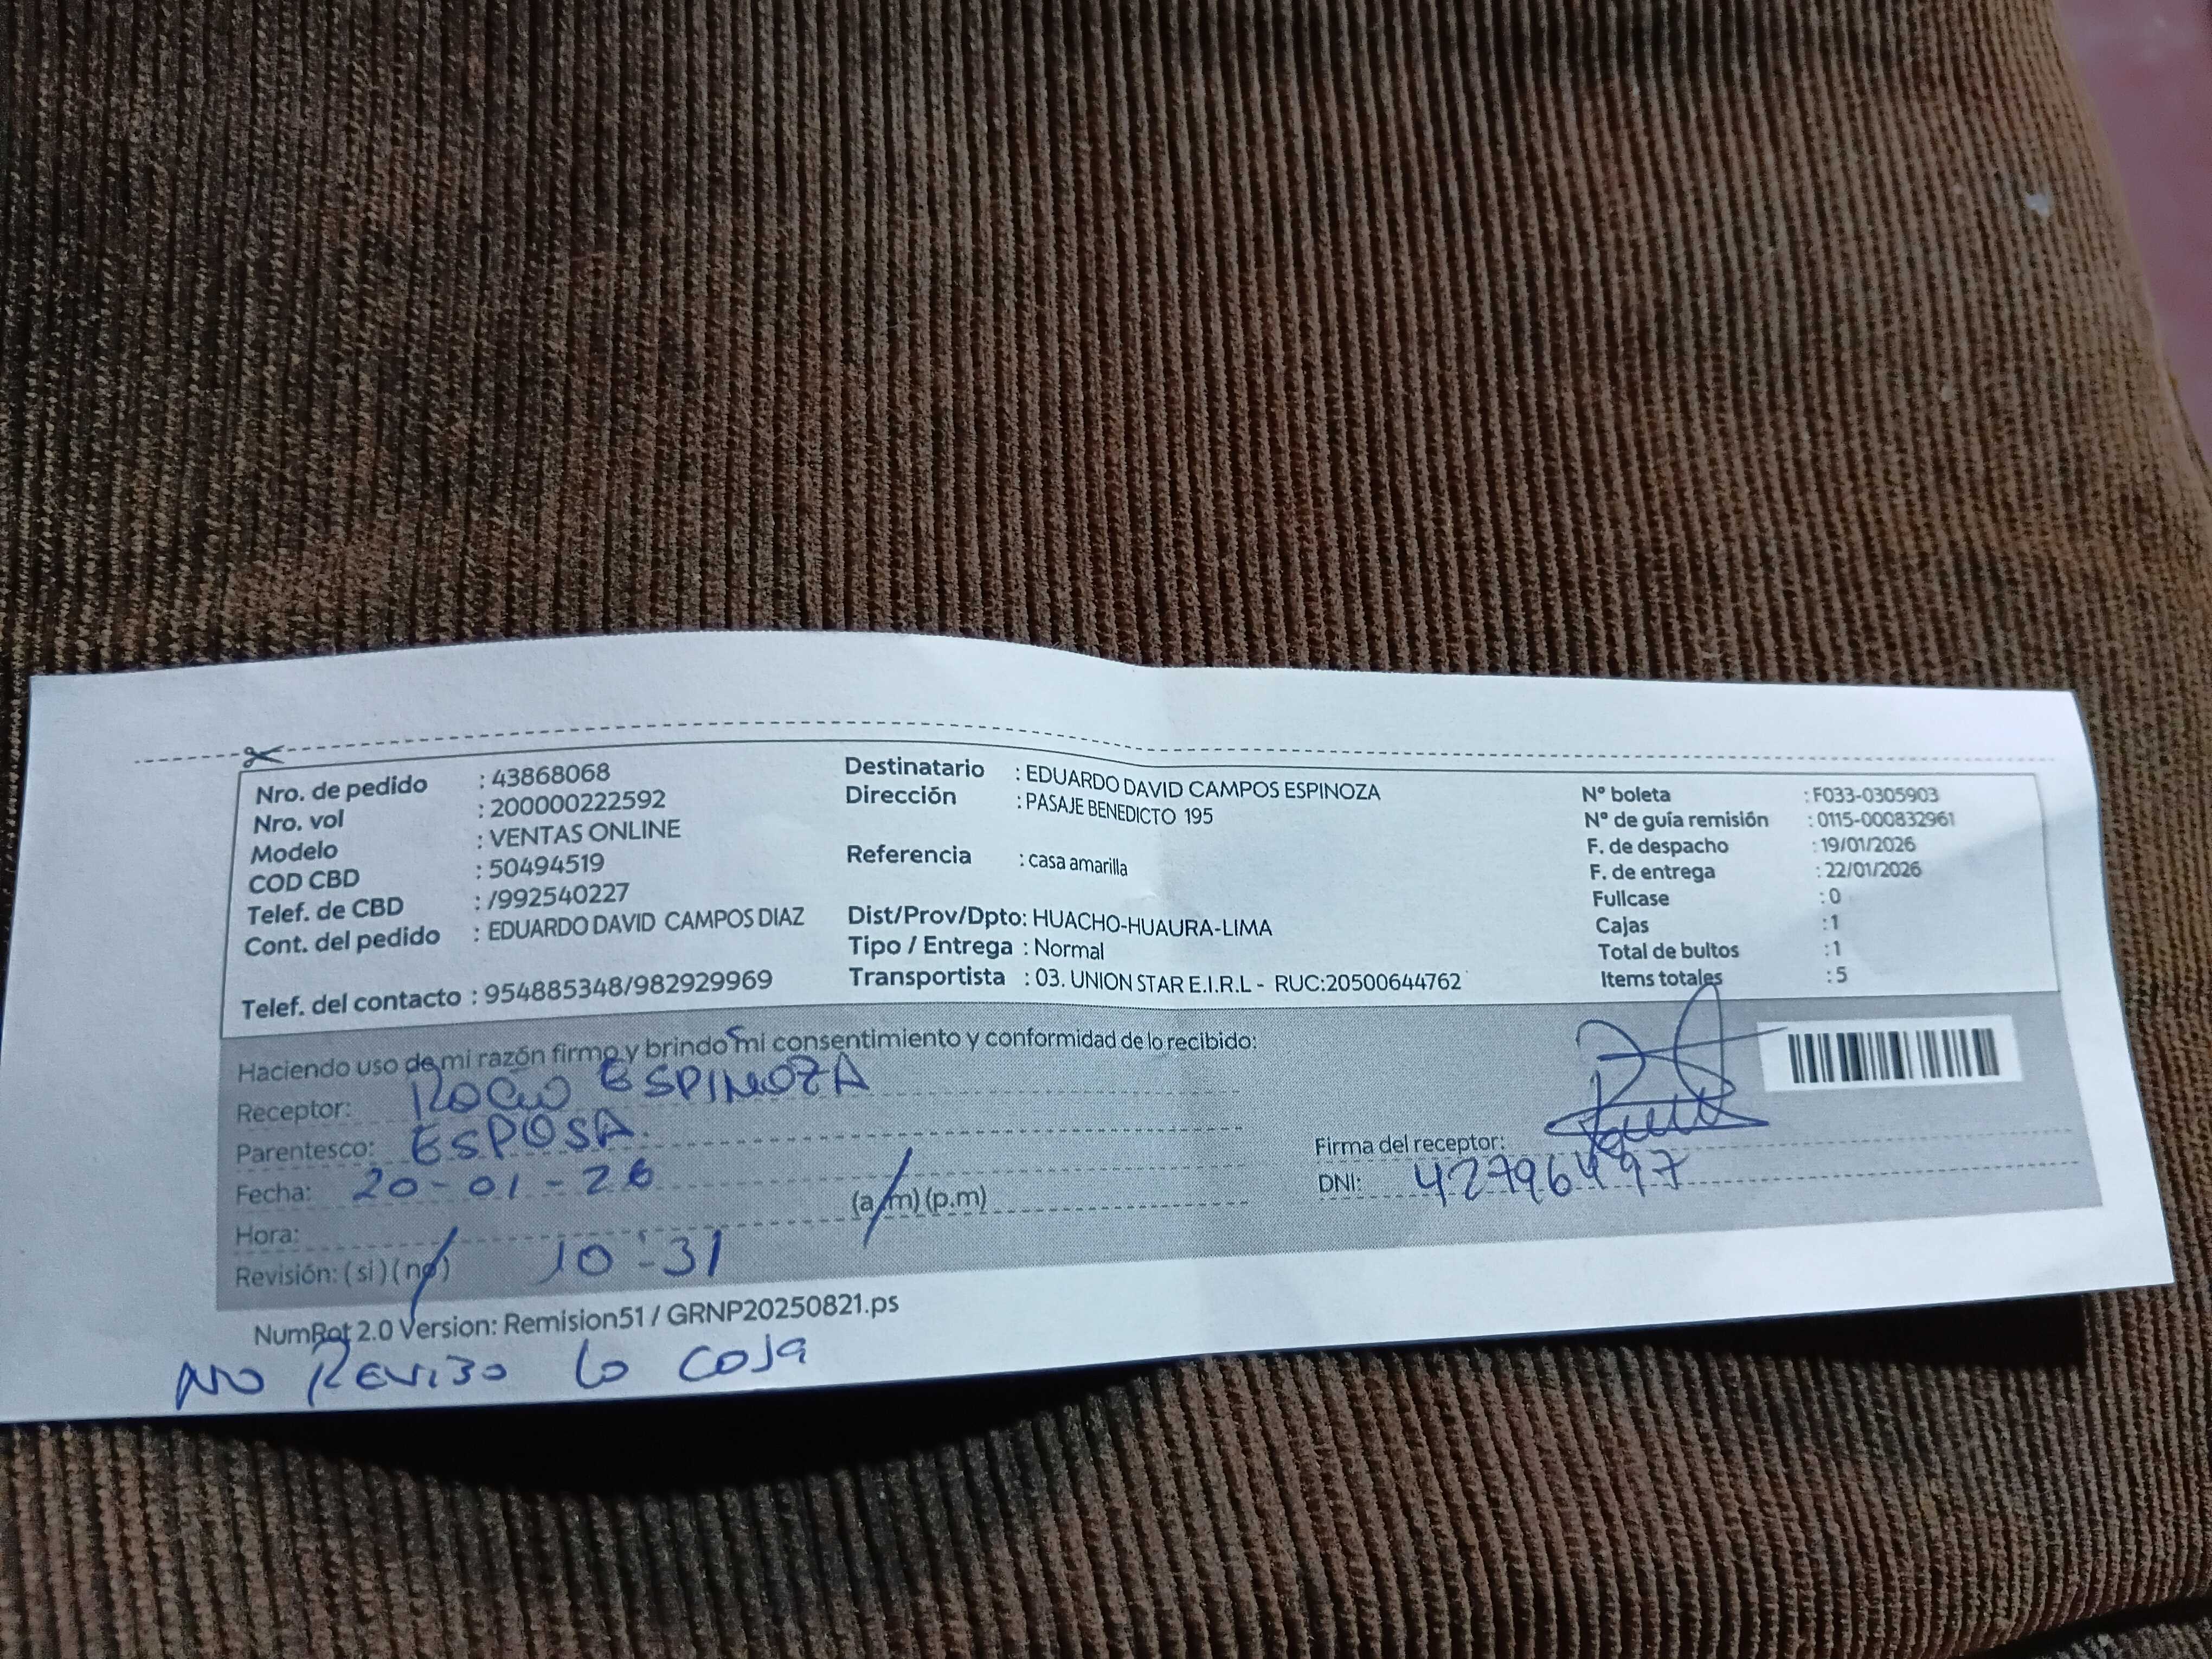 Nro. de pedido : 43868068
Nro. vol : 200000222592
Modelo : VENTAS ONLINE
COD CBD : 50494519
Telef. de CBD : /992540227
Cont. del pedido : EDUARDO DAVID CAMPOS DIAZ
Telef. del contacto : 954885348/982929969
Destinatario : EDUARDO DAVID CAMPOS ESPINOZA
Dirección : PASAJE BENEDICTO 195
Referencia : casa amarilla
Dist/Prov/Dpto: HUACHO-HUAURA-LIMA
Tipo / Entrega : Normal
Transportista : 03. UNION STAR E.I.R.L - RUC:20500644762
N° boleta : F033-0305903
N° de guía remisión : 0115-000832961
F. de despacho : 19/01/2026
F. de entrega : 22/01/2026
Fullcase : 0
Cajas : 1
Total de bultos : 1
Items totales : 5
Haciendo uso de mi razón firmo y brindo mi consentimiento y conformidad de lo recibido:
Receptor: ROCIO ESPINOZA
Parentesco: ESPOSA.
Fecha: 20-01-26
Hora: (a.m) (p.m)
Revisión: (si) (no) 10:31
Firma del receptor:
DNI: 42796497
NumRot 2.0 Version: Remision51 / GRNP20250821.ps
NO Reviso lo caja